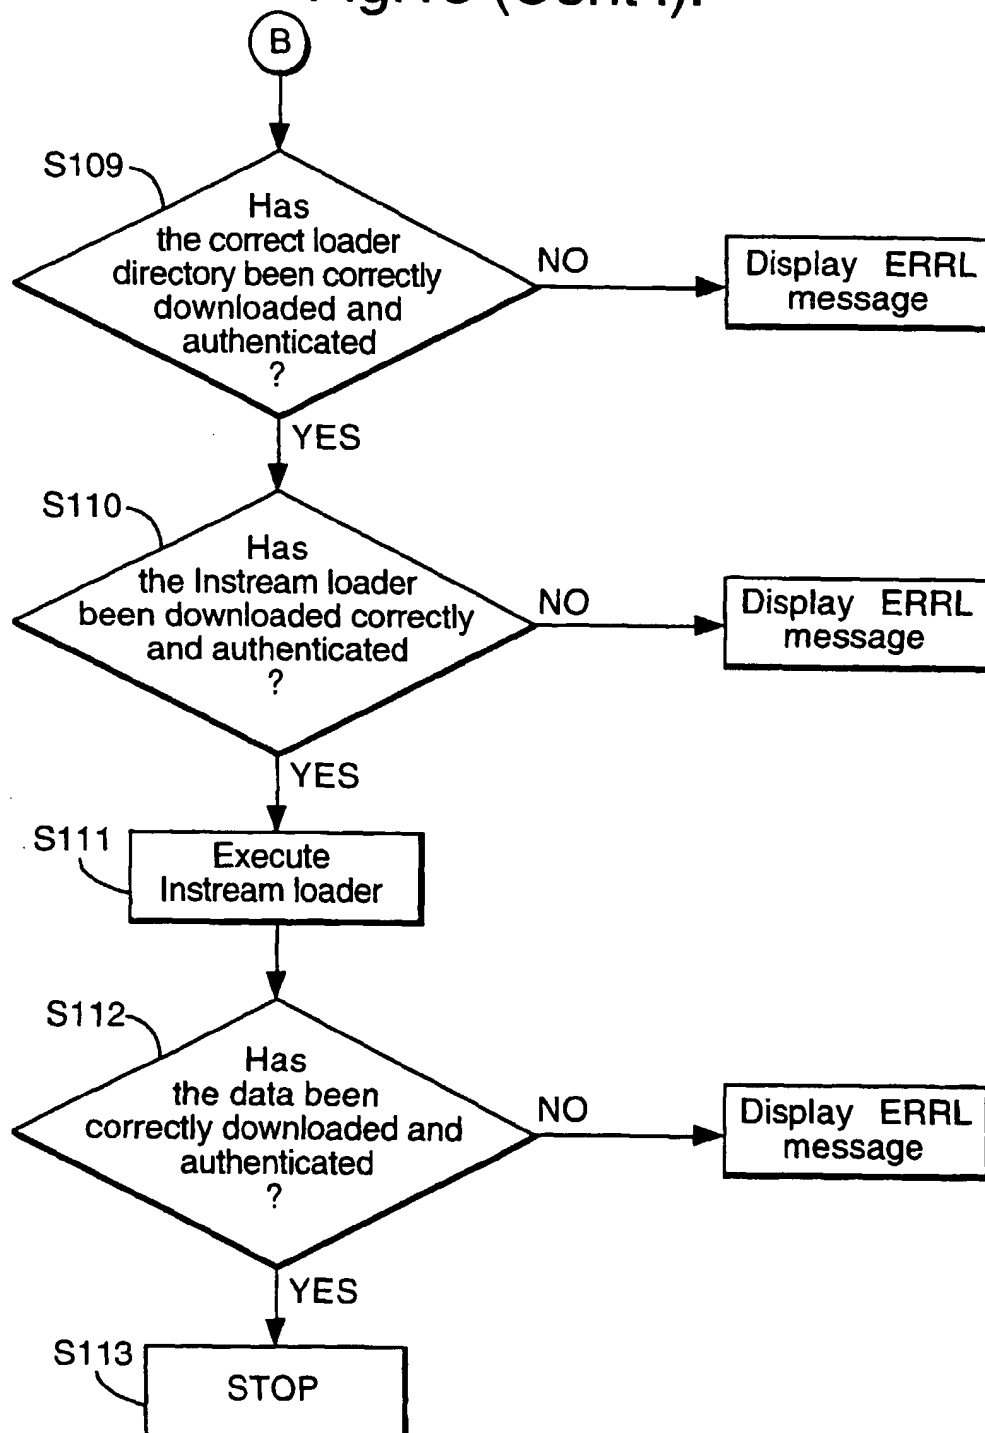 (Cont'd).
B
S109
Has
the correct loader
directory been correctly
downloaded and
authenticated
?
NO
Display ERRL
message
YES
S110
Has
the Instream loader
been downloaded correctly
and authenticated
?
NO
Display ERRL
message
YES
S111
Execute
Instream loader
S112
Has
the data been
correctly downloaded and
authenticated
?
NO
Display ERRL
message
YES
S113
STOP